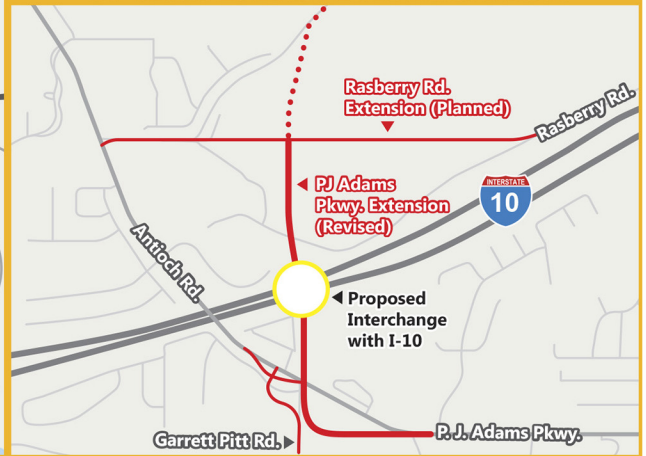 Rasberry Rd.
Extension (Planned)
Rasberry Rd.
PJ Adams
Pkwy. Extension
(Revised)
INTERSTATE
10
Antioch Rd.
Proposed
Interchange
with I-10
Garrett Pitt Rd.
P. J. Adams Pkwy.